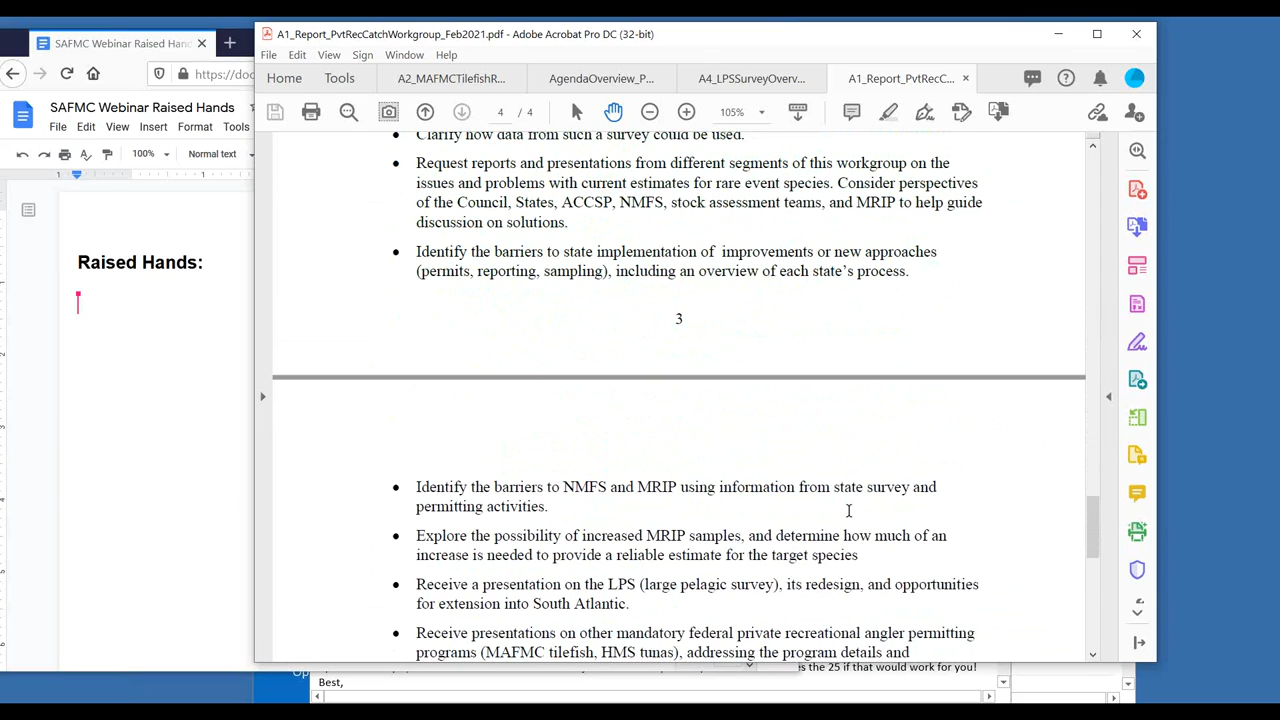 SAFMC Webinar Raised Hand
https://doc
SAFMC Webinar Raised Hands
File Edit View Insert Format Tools
100% Normal text
1 1
Raised Hands:
A1_Report_PvtRecCatchWorkgroup_Feb2021.pdf - Adobe Acrobat Pro DC (32-bit)
File Edit View Sign Window Help
Home Tools A2_MAFMCTilefishR... AgendaOverview_P... A4_LPSSurveyOverv... A1_Report_PvtRecC...
4 / 4 105%
Clarify how data from such a survey could be used.
• Request reports and presentations from different segments of this workgroup on the
issues and problems with current estimates for rare event species. Consider perspectives
of the Council, States, ACCSP, NMFS, stock assessment teams, and MRIP to help guide
discussion on solutions.
• Identify the barriers to state implementation of improvements or new approaches
(permits, reporting, sampling), including an overview of each state's process.
3
• Identify the barriers to NMFS and MRIP using information from state survey and
permitting activities.
• Explore the possibility of increased MRIP samples, and determine how much of an
increase is needed to provide a reliable estimate for the target species
• Receive a presentation on the LPS (large pelagic survey), its redesign, and opportunities
for extension into South Atlantic.
• Receive presentations on other mandatory federal private recreational angler permitting
programs (MAFMC tilefish, HMS tunas), addressing the program details and
es the 25 if that would work for you!
Best,